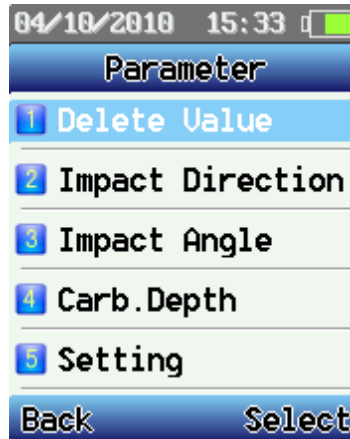 04/10/2010 15:33
Parameter
1 Delete Value
2 Impact Direction
3 Impact Angle
4 Carb.Depth
5 Setting
Back Select